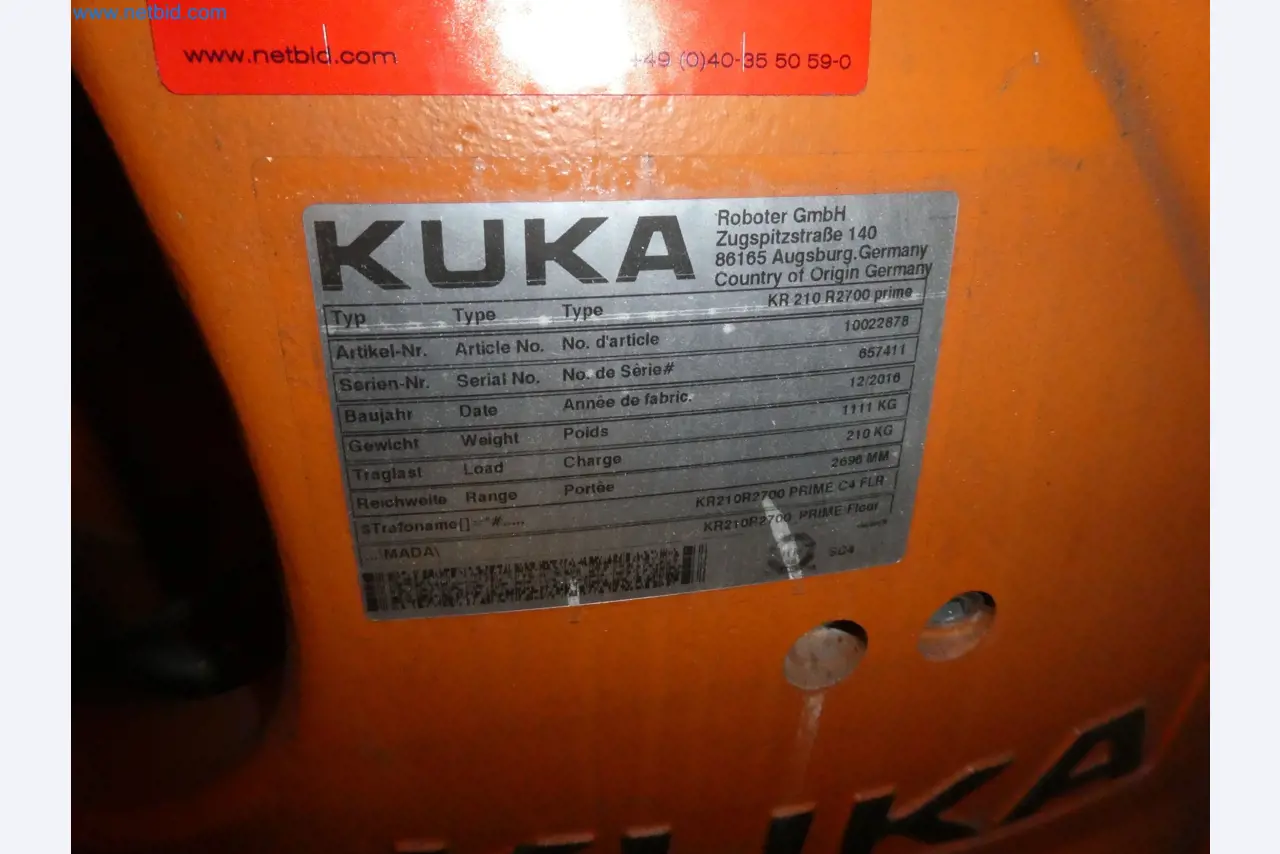 www.netbid.com
www.netbid.com +49 (0)40-35 50 59-0
KUKA
Roboter GmbH
Zugspitzstraße 140
86165 Augsburg.Germany
Country of Origin Germany
Typ Type Type KR 210 R2700 prime
Artikel-Nr. Article No. No. d'article 10022878
Serien-Nr. Serial No. No. de Série# 857411
Baujahr Date Année de fabric. 12/2016
Gewicht Weight Poids 1111 KG
Traglast Load Charge 210 KG
Reichweite Range Portée 2696 MM
$Trafoname[] KR210R2700 PRIME C4 FLR
...\MADA\ KR210R2700 PRIME Floor
SC4
KUKA